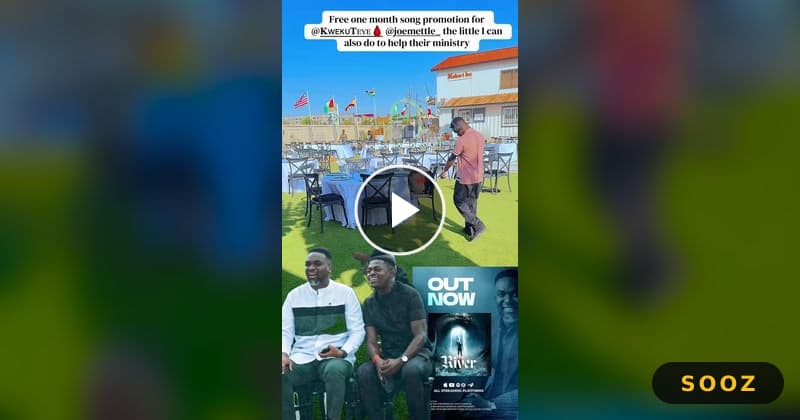 Free one month song promotion for
@KwekuTeye🩸 @joemettle_ the little I can
also do to help their ministry
OUT
NOW
River
ALL STREAMING PLATFORMS
SOOZ